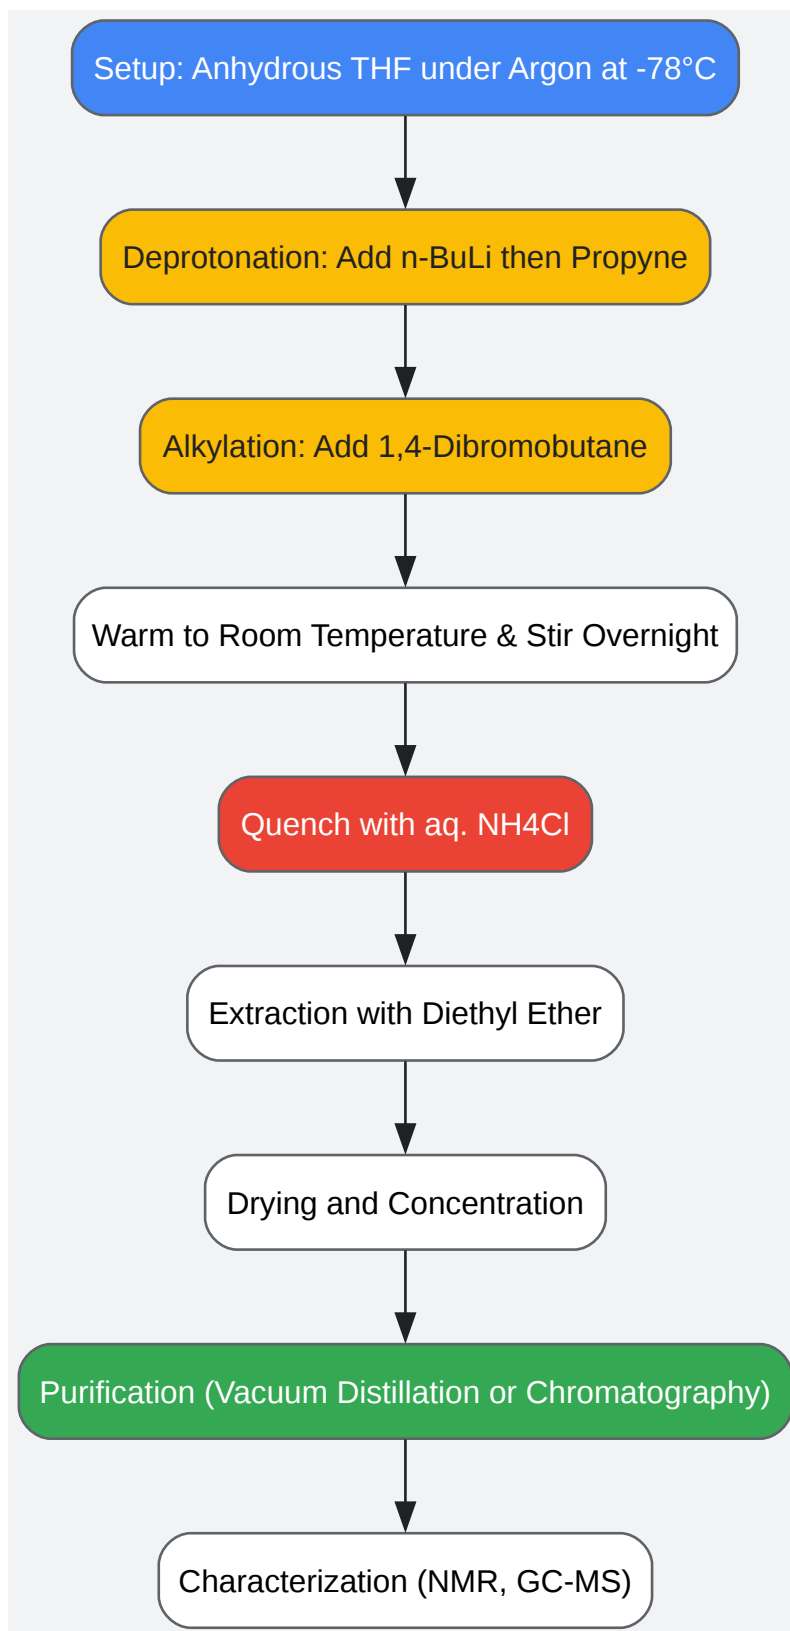 Setup: Anhydrous THF under Argon at -78°C
Deprotonation: Add n-BuLi then Propyne
Alkylation: Add 1,4-Dibromobutane
Warm to Room Temperature & Stir Overnight
Quench with aq. NH4Cl
Extraction with Diethyl Ether
Drying and Concentration
Purification (Vacuum Distillation or Chromatography)
Characterization (NMR, GC-MS)